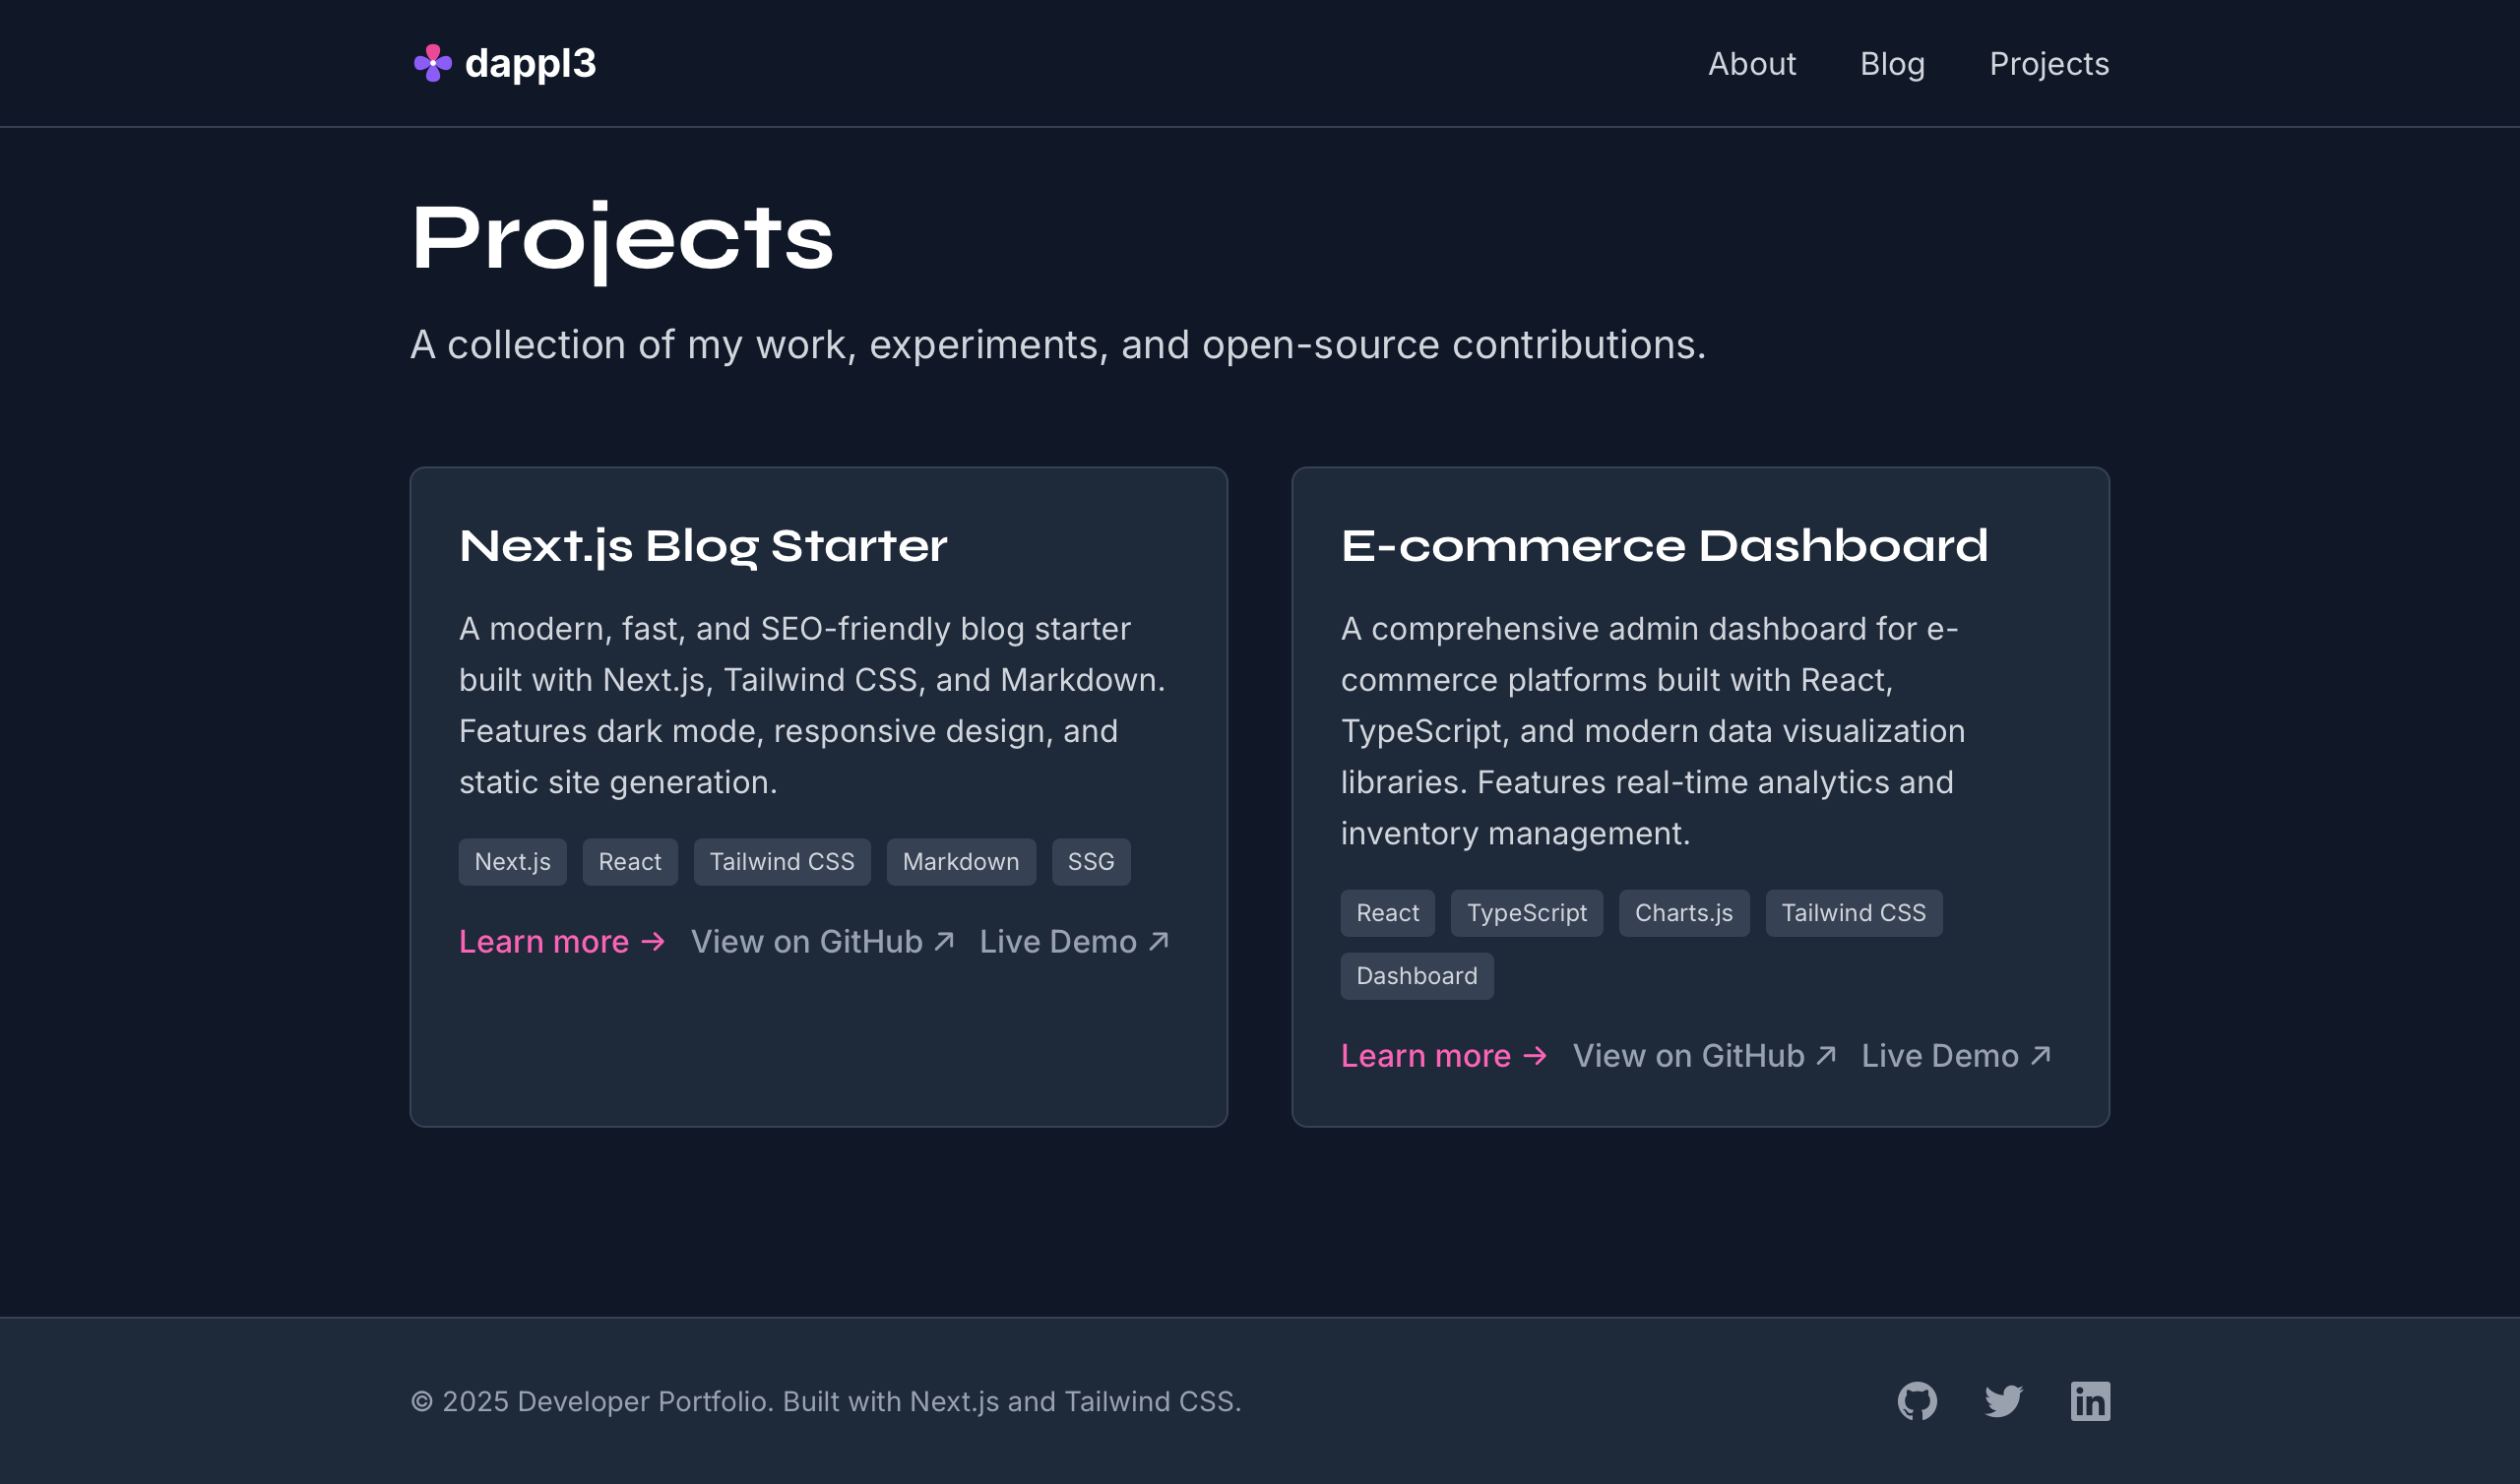 dappl3
About Blog Projects
Projects
A collection of my work, experiments, and open-source contributions.
Next.js Blog Starter
A modern, fast, and SEO-friendly blog starter
built with Next.js, Tailwind CSS, and Markdown.
Features dark mode, responsive design, and
static site generation.
Next.js React Tailwind CSS Markdown SSG
Learn more → View on GitHub ↗ Live Demo ↗
E-commerce Dashboard
A comprehensive admin dashboard for e-
commerce platforms built with React,
TypeScript, and modern data visualization
libraries. Features real-time analytics and
inventory management.
React TypeScript Charts.js Tailwind CSS
Dashboard
Learn more → View on GitHub ↗ Live Demo ↗
© 2025 Developer Portfolio. Built with Next.js and Tailwind CSS.
in